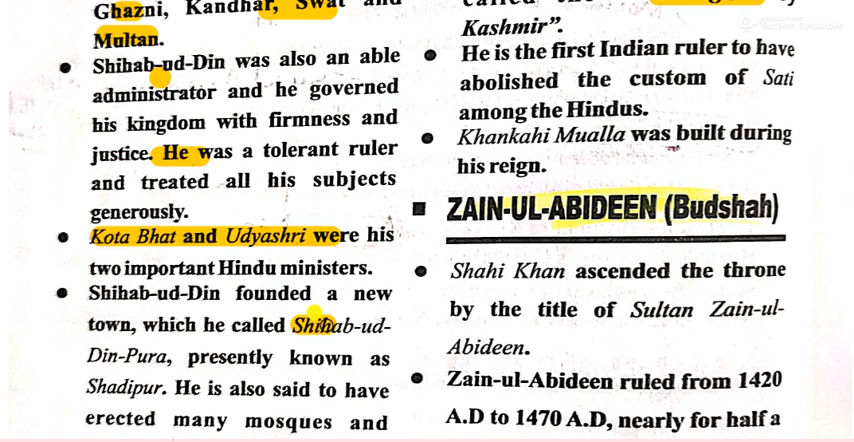 Ghazni, Kandhar, Swat and
Multan.
• Shihab-ud-Din was also an able
administrator and he governed
his kingdom with firmness and
justice. He was a tolerant ruler
and treated all his subjects
generously.
• Kota Bhat and Udyashri were his
two important Hindu ministers.
• Shihab-ud-Din founded a new
town, which he called Shihab-ud-
Din-Pura, presently known as
Shadipur. He is also said to have
erected many mosques and
Kashmir”.
• He is the first Indian ruler to have
abolished the custom of Sati
among the Hindus.
• Khankahi Mualla was built during
his reign.
■ ZAIN-UL-ABIDEEN (Budshah)
• Shahi Khan ascended the throne
by the title of Sultan Zain-ul-
Abideen.
• Zain-ul-Abideen ruled from 1420
A.D to 1470 A.D, nearly for half a
Screen Recorder